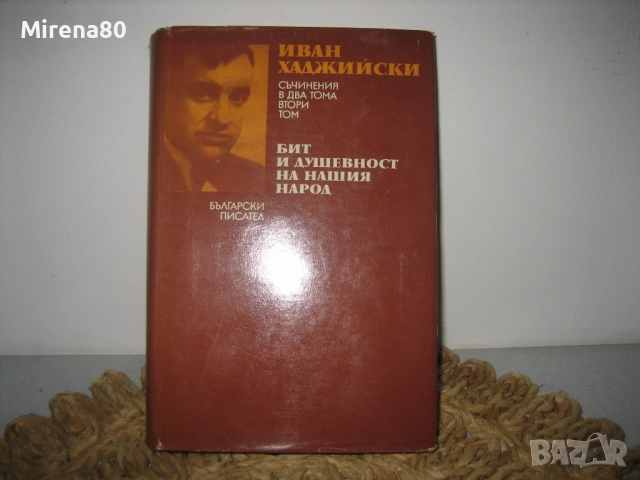 Mirena80
ИВАН
ХАДЖИЙСКИ
СЪЧИНЕНИЯ
В ДВА ТОМА
ВТОРИ
ТОМ
БИТ
И ДУШЕВНОСТ
НА НАШИЯ
НАРОД
БЪЛГАРСКИ
ПИСАТЕЛ
BAZAR